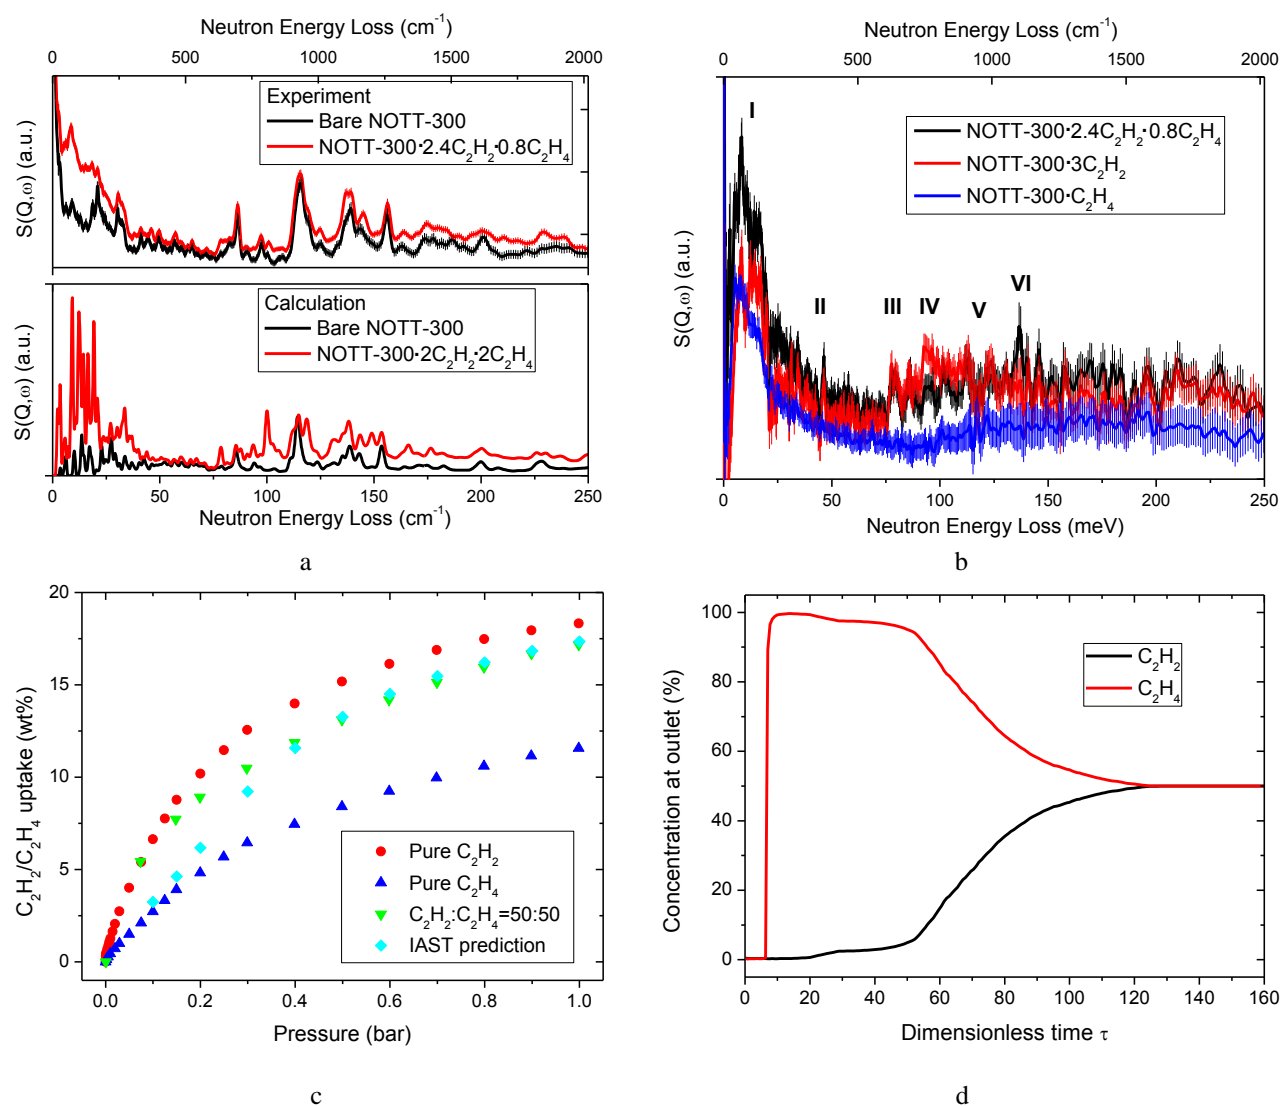 Neutron Energy Loss (cm⁻¹)
0 500 1000 1500 2000
S(Q,ω) (a.u.)
Experiment
Bare NOTT-300
NOTT-300·2.4C₂H₂·0.8C₂H₄
S(Q,ω) (a.u.)
Calculation
Bare NOTT-300
NOTT-300·2C₂H₂·2C₂H₄
0 50 100 150 200 250
Neutron Energy Loss (cm⁻¹)
a
Neutron Energy Loss (cm⁻¹)
0 500 1000 1500 2000
S(Q,ω) (a.u.)
NOTT-300·2.4C₂H₂·0.8C₂H₄
NOTT-300·3C₂H₂
NOTT-300·C₂H₄
I
II III IV V VI
0 50 100 150 200 250
Neutron Energy Loss (meV)
b
C₂H₂/C₂H₄ uptake (wt%)
20
15
10
5
0
Pure C₂H₂
Pure C₂H₄
C₂H₂:C₂H₄=50:50
IAST prediction
0.0 0.2 0.4 0.6 0.8 1.0
Pressure (bar)
c
Concentration at outlet (%)
100
80
60
40
20
0
C₂H₂
C₂H₄
0 20 40 60 80 100 120 140 160
Dimensionless time τ
d